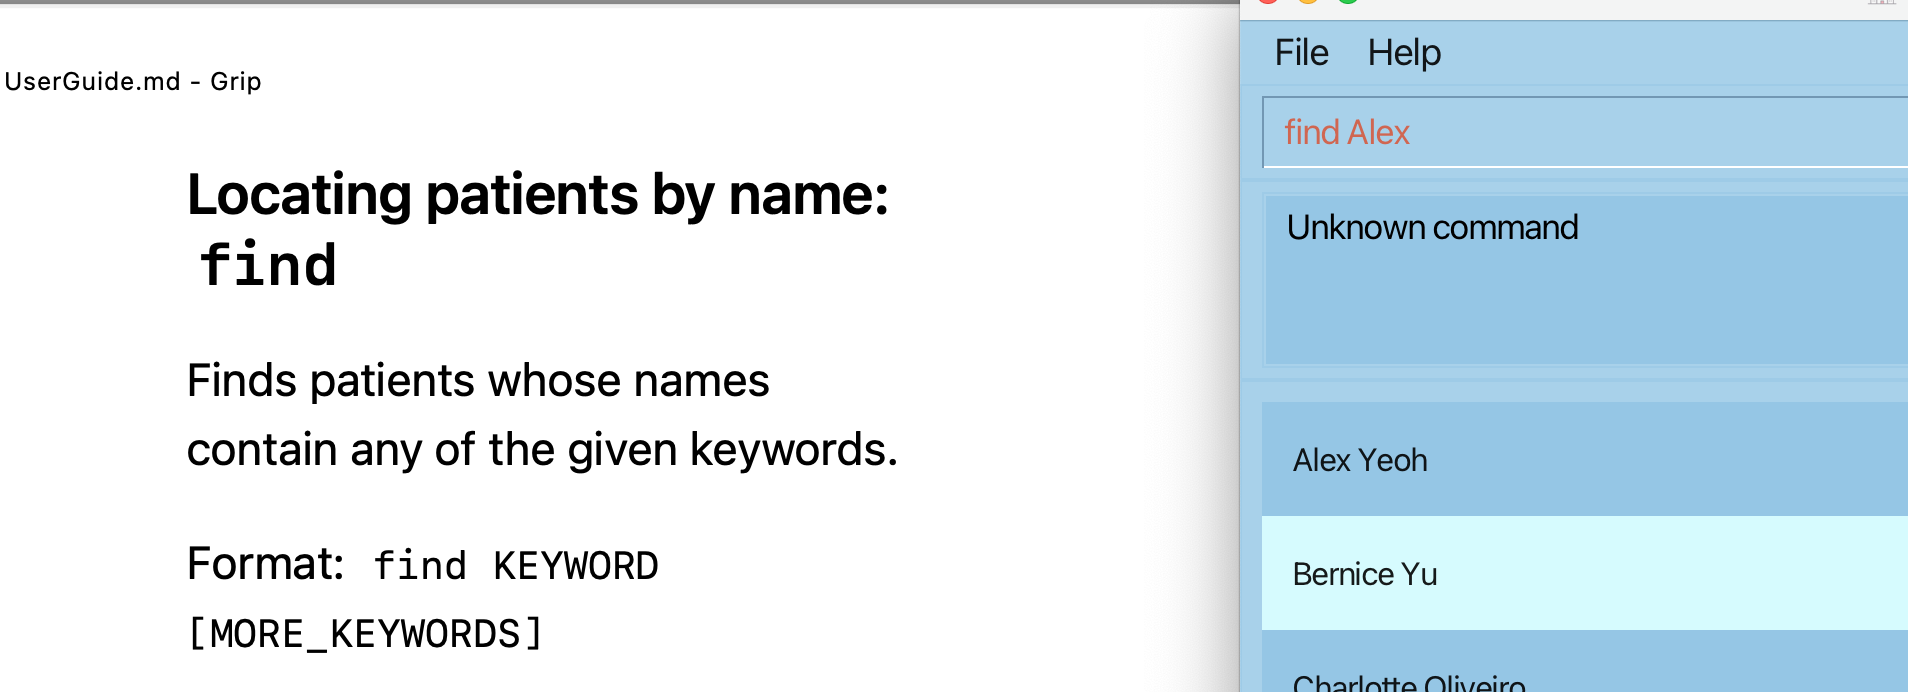 UserGuide.md - Grip
Locating patients by name:
find
Finds patients whose names
contain any of the given keywords.
Format: find KEYWORD
[MORE_KEYWORDS]
File Help
find Alex
Unknown command
Alex Yeoh
Bernice Yu
Charlotte Oliveiro